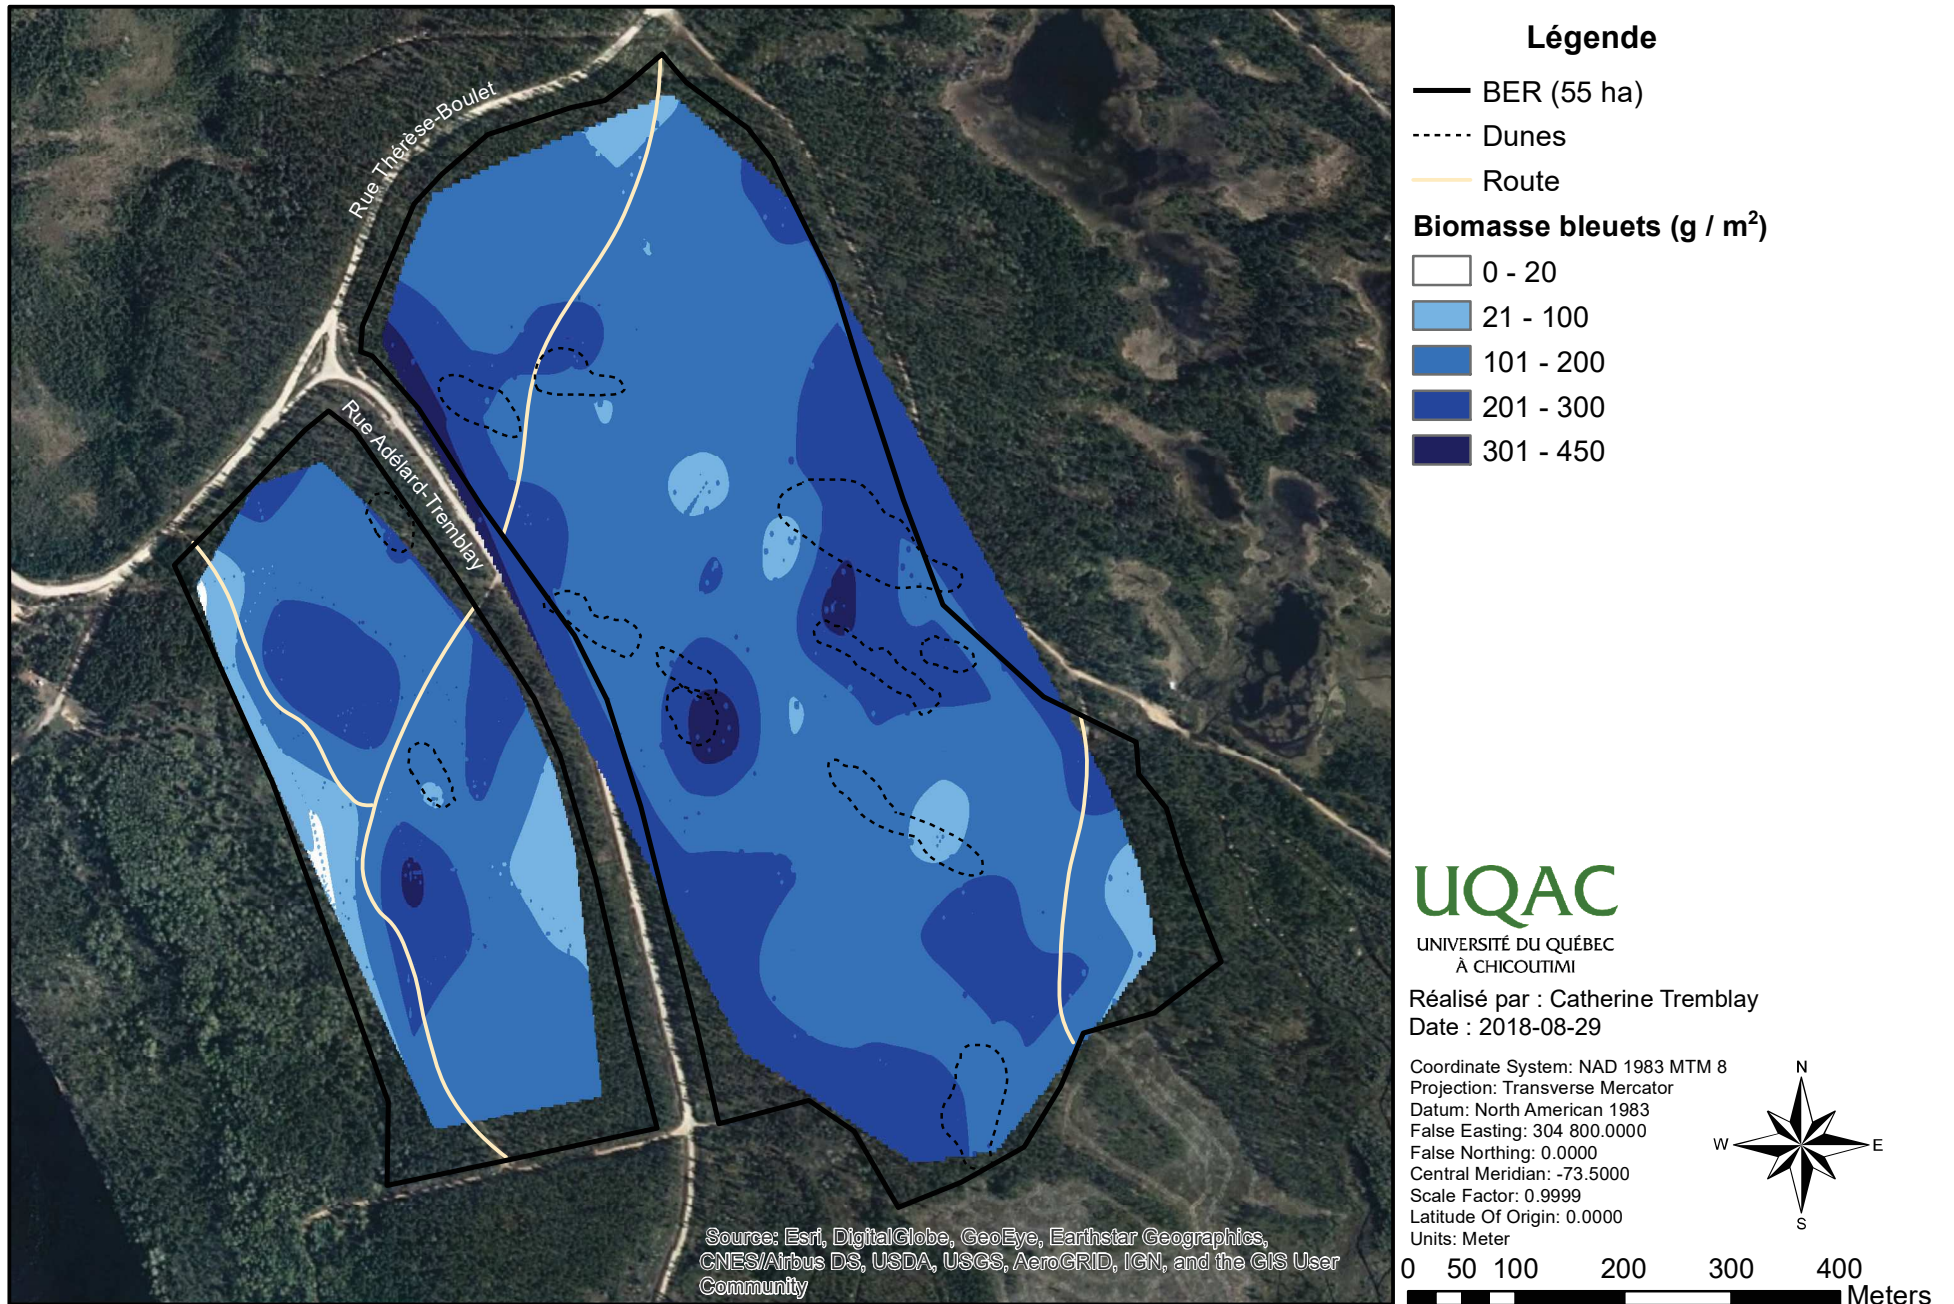 Rue Thérèse-Boulet
Rue Adélard-Tremblay
Source: Esri, DigitalGlobe, GeoEye, Earthstar Geographics,
CNES/Airbus DS, USDA, USGS, AeroGRID, IGN, and the GIS User
Community
Légende
BER (55 ha)
Dunes
Route
Biomasse bleuets (g / m²)
0 - 20
21 - 100
101 - 200
201 - 300
301 - 450
UQAC
UNIVERSITÉ DU QUÉBEC
À CHICOUTIMI
Réalisé par : Catherine Tremblay
Date : 2018-08-29
Coordinate System: NAD 1983 MTM 8
Projection: Transverse Mercator
Datum: North American 1983
False Easting: 304 800.0000
False Northing: 0.0000
Central Meridian: -73.5000
Scale Factor: 0.9999
Latitude Of Origin: 0.0000
Units: Meter
N
W E
S
0 50 100 200 300 400
Meters